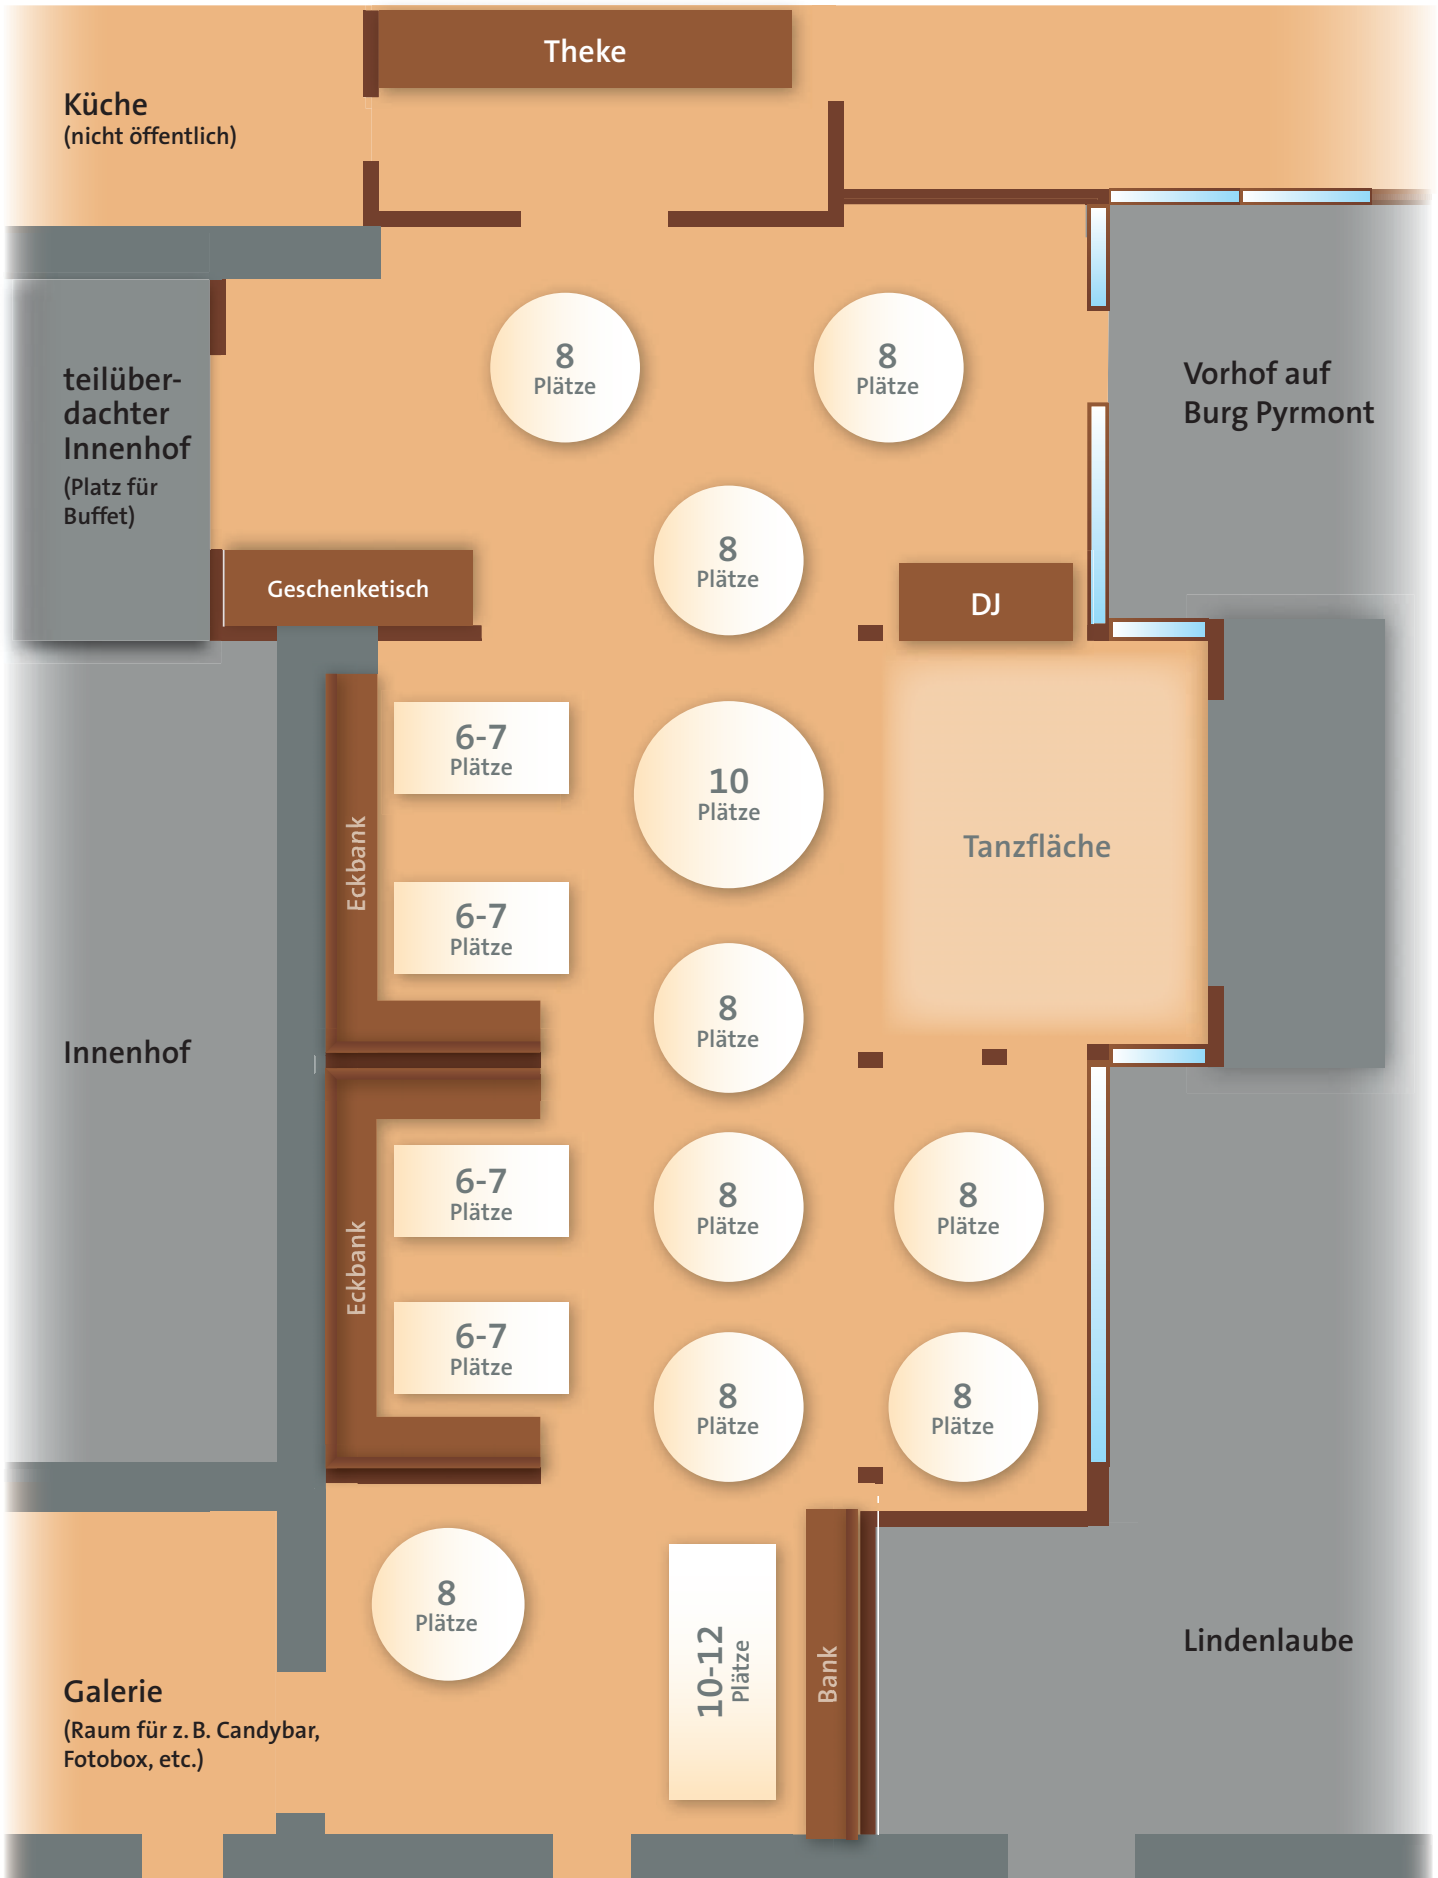 Theke
Küche
(nicht öffentlich)
8
Plätze
8
Plätze
teilüber-
dachter
Innenhof
(Platz für
Buffet)
Vorhof auf
Burg Pyrmont
8
Plätze
Geschenketisch
DJ
6-7
Plätze
10
Plätze
Tanzfläche
Eckbank
6-7
Plätze
8
Plätze
Innenhof
6-7
Plätze
8
Plätze
8
Plätze
Eckbank
6-7
Plätze
8
Plätze
8
Plätze
8
Plätze
10-12
Plätze
Bank
Lindenlaube
Galerie
(Raum für z. B. Candybar,
Fotobox, etc.)